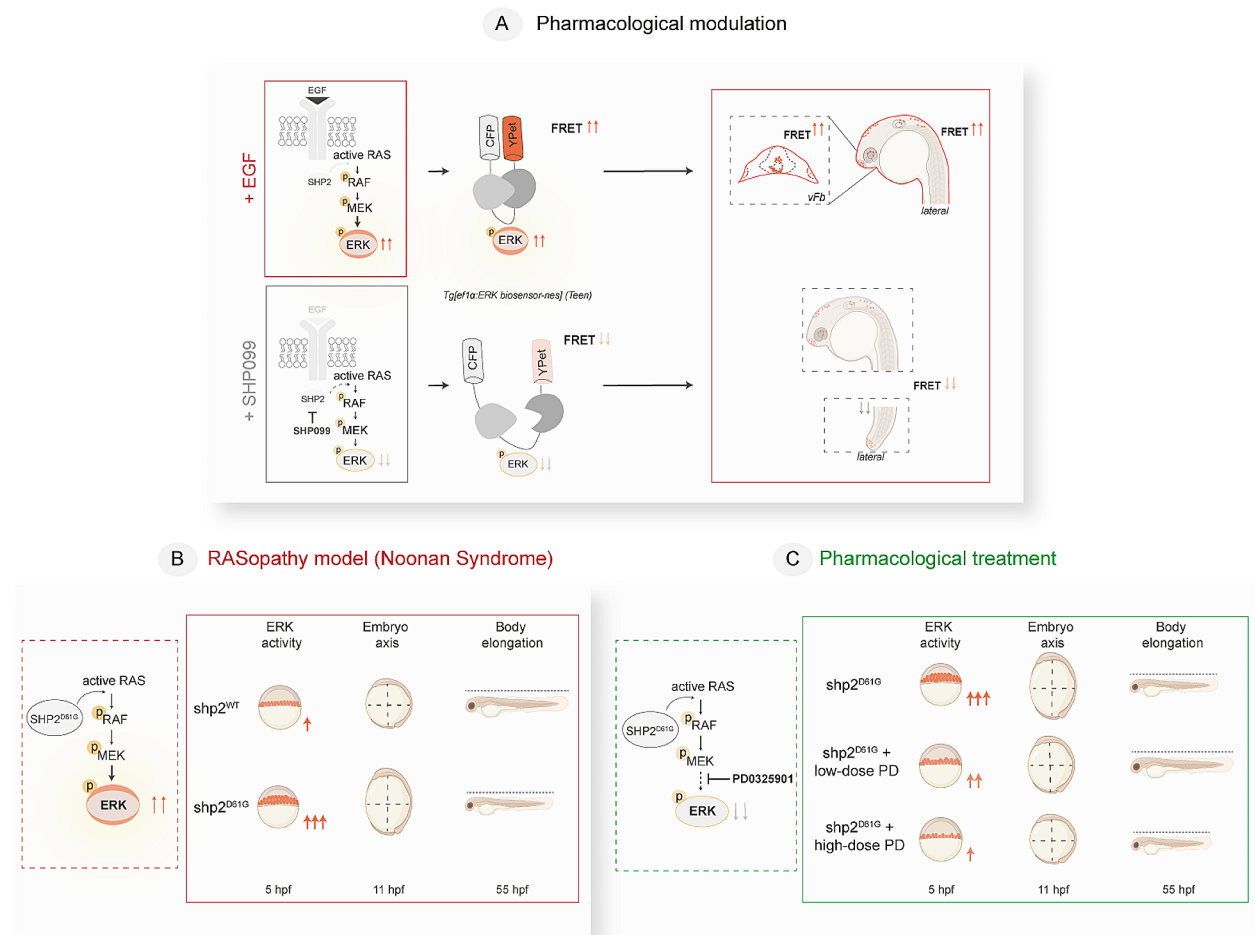 A Pharmacological modulation
+ EGF
EGF
active RAS
SHP2
p
RAF
p
MEK
p
ERK ↑↑
CFP
YPet
FRET ↑↑
p
ERK ↑↑
FRET ↑↑
vFb
FRET ↑↑
lateral
Tg[ef1α:ERK biosensor-nes] (Teen)
+ SHP099
EGF
active RAS
SHP2
SHP099
p
RAF
p
MEK
p
ERK ↓↓
CFP
YPet
FRET ↓↓
p
ERK ↓↓
FRET ↓↓
↓↓
lateral
B RASopathy model (Noonan Syndrome)
active RAS
SHP2D61G
p
RAF
p
MEK
p
ERK ↑↑
ERK activity
Embryo axis
Body elongation
shp2WT
↑
shp2D61G
↑↑↑
5 hpf
11 hpf
55 hpf
C Pharmacological treatment
active RAS
SHP2D61G
p
RAF
p
MEK
PD0325901
p
ERK ↓↓
ERK activity
Embryo axis
Body elongation
shp2D61G
↑↑↑
shp2D61G +
low-dose PD
↑↑
shp2D61G +
high-dose PD
↑
5 hpf
11 hpf
55 hpf